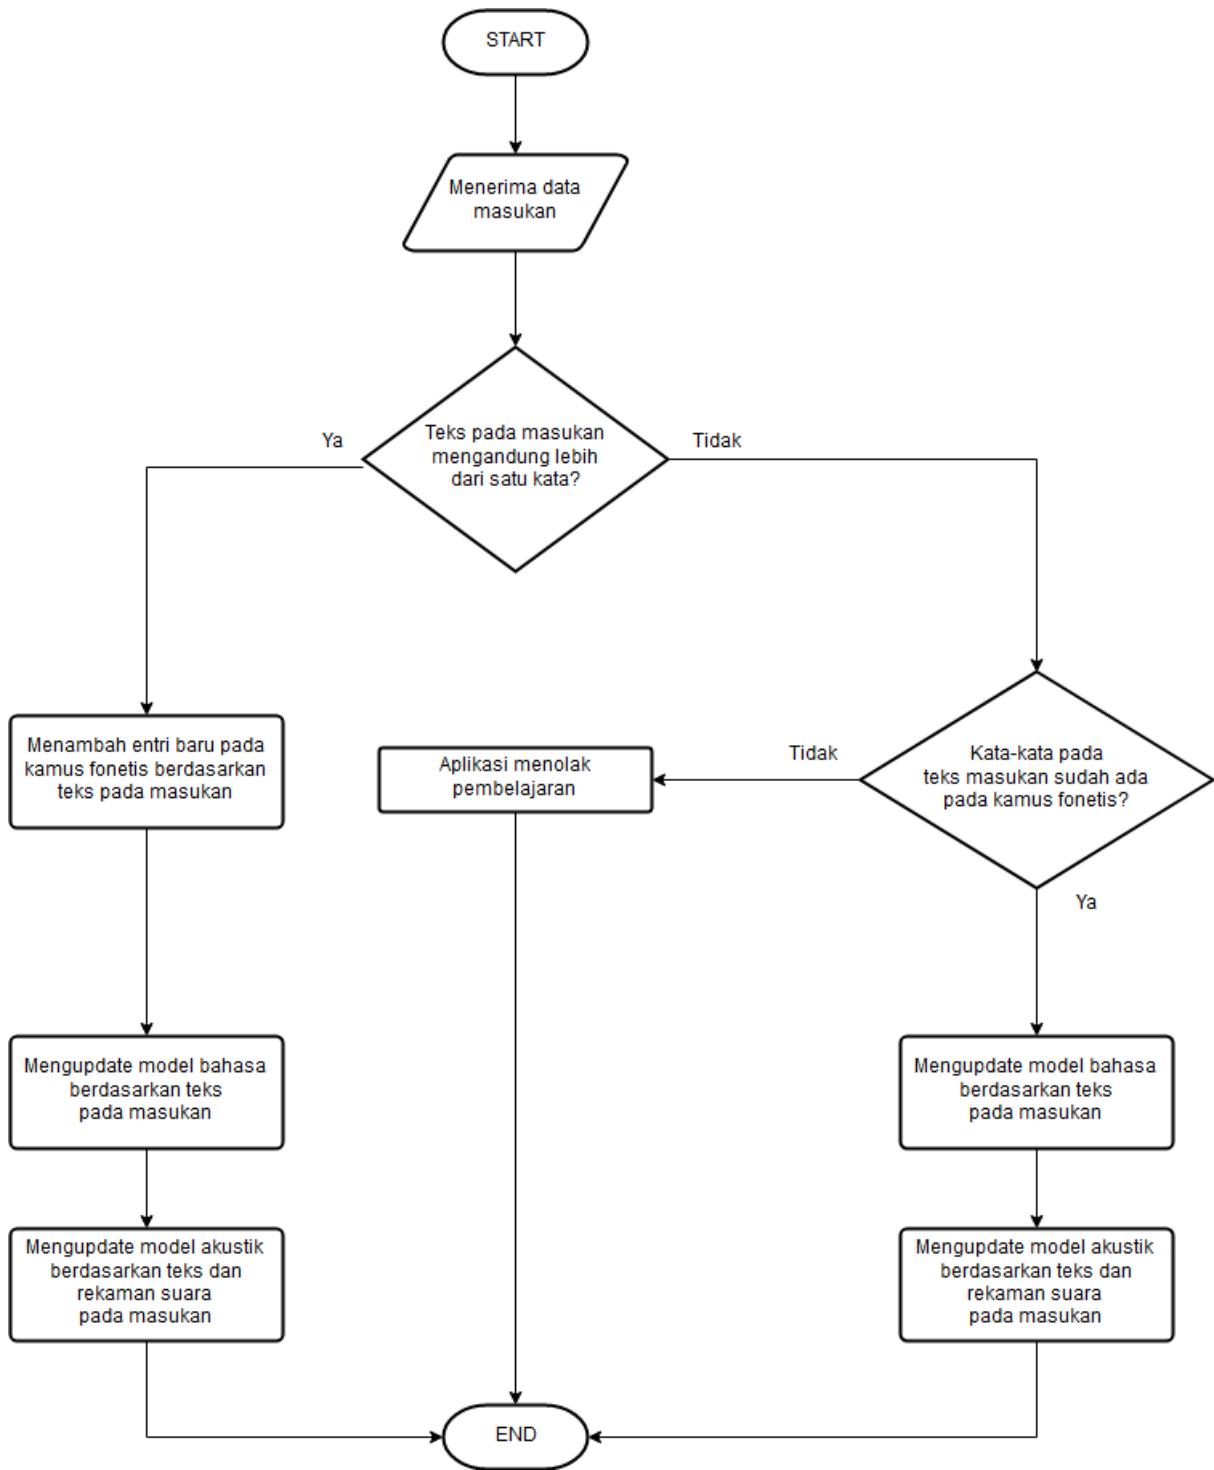 START
Menerima data
masukan
Teks pada masukan
mengandung lebih
dari satu kata?
Ya
Tidak
Menambah entri baru pada
kamus fonetis berdasarkan
teks pada masukan
Aplikasi menolak
pembelajaran
Tidak
Kata-kata pada
teks masukan sudah ada
pada kamus fonetis?
Ya
Mengupdate model bahasa
berdasarkan teks
pada masukan
Mengupdate model bahasa
berdasarkan teks
pada masukan
Mengupdate model akustik
berdasarkan teks dan
rekaman suara
pada masukan
Mengupdate model akustik
berdasarkan teks dan
rekaman suara
pada masukan
END